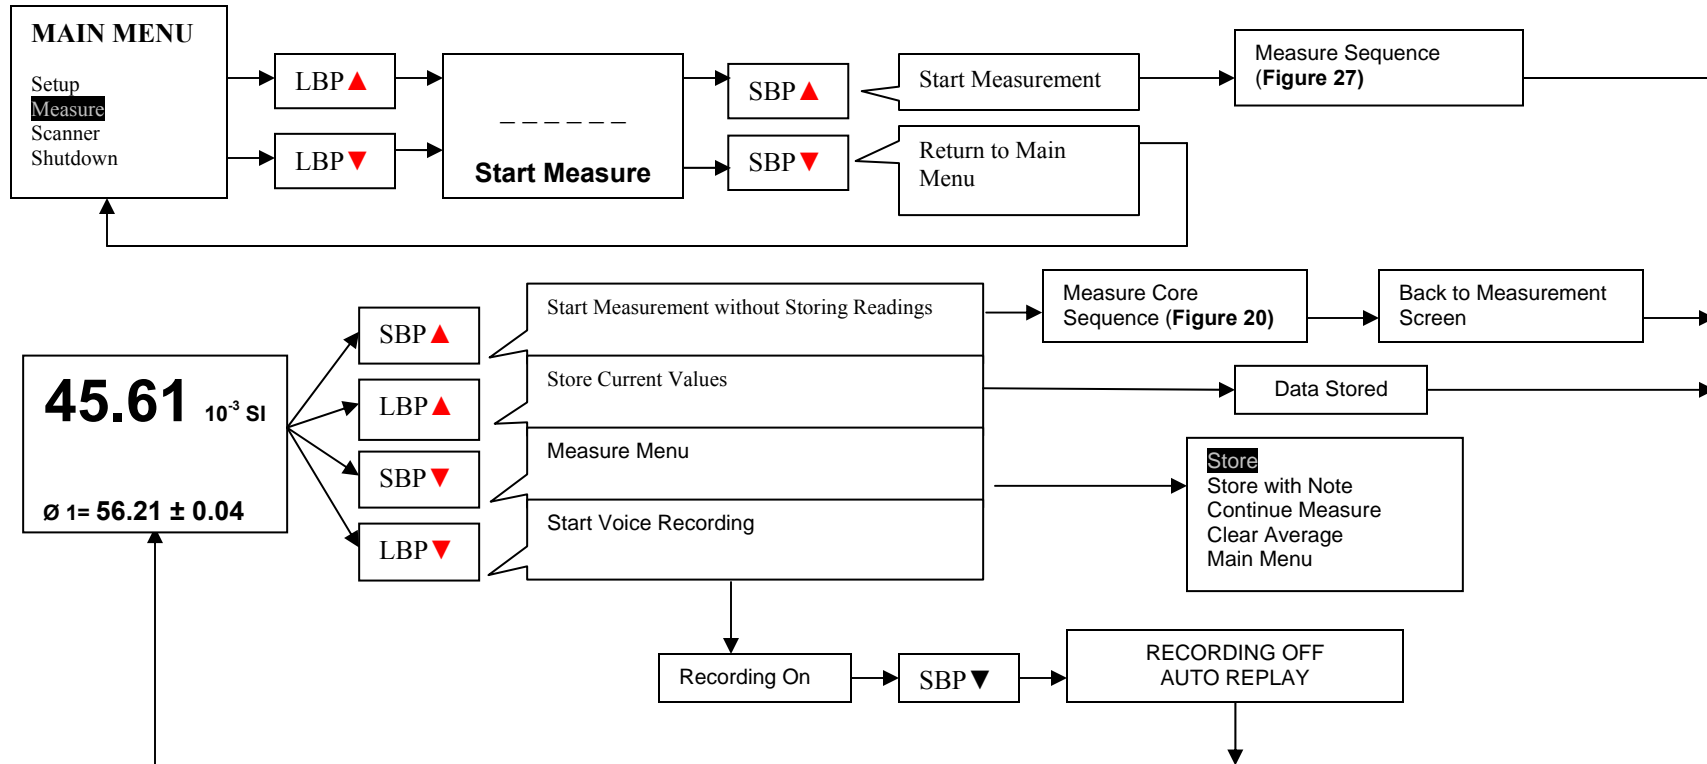 MAIN MENU
Setup
Measure
Scanner
Shutdown
LBP▲
LBP▼
_ _ _ _ _ _
Start Measure
SBP▲
SBP▼
Start Measurement
Return to Main
Menu
Measure Sequence
(Figure 27)
45.61 10⁻³ SI
Ø 1= 56.21 ± 0.04
SBP▲
LBP▲
SBP▼
LBP▼
Start Measurement without Storing Readings
Store Current Values
Measure Menu
Start Voice Recording
Measure Core
Sequence (Figure 20)
Back to Measurement
Screen
Data Stored
Store
Store with Note
Continue Measure
Clear Average
Main Menu
Recording On
SBP▼
RECORDING OFF
AUTO REPLAY